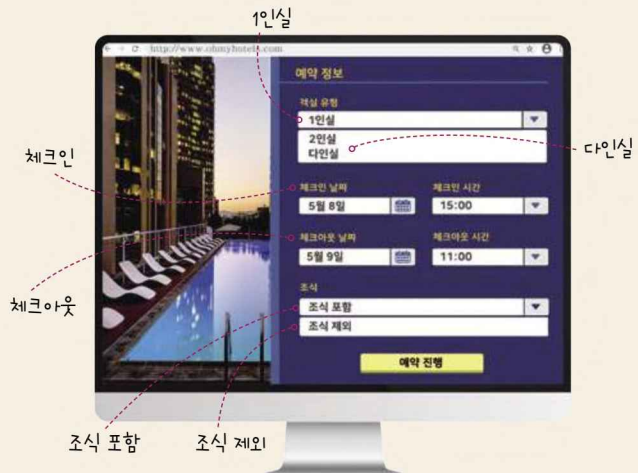 1인실
http://www.ohmyhotels.com
예약 정보
객실 유형
1인실
2인실
다인실
다인실
체크인
체크인 날짜
체크인 시간
5월 8일
15:00
체크아웃 날짜
체크아웃 시간
5월 9일
11:00
체크아웃
조식
조식 포함
조식 제외
예약 진행
조식 포함
조식 제외